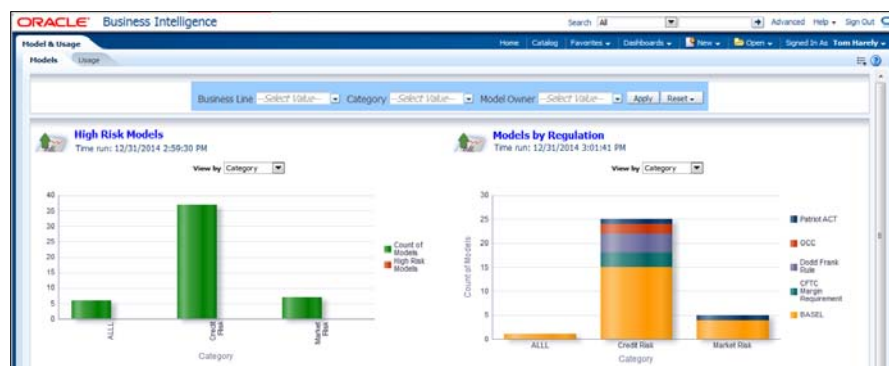 ORACLE Business Intelligence
Search All Advanced Help Sign Out
Model & Usage
Home Catalog Favorites Dashboards New Open Signed In As Tom Harely
Models Usage
Business Line --Select Value-- Category --Select Value-- Model Owner --Select Value-- Apply Reset
High Risk Models
Time run: 12/31/2014 2:59:30 PM
View by Category
40
35
30
25
20
15
10
5
0
ALLL
Credit
Risk
Market
Risk
Category
Count of
Models
High Risk
Models
Models by Regulation
Time run: 12/31/2014 3:01:41 PM
View by Category
Count of Models
30
25
20
15
10
5
0
ALLL Credit Risk Market Risk
Category
Patriot ACT
OCC
Dodd Frank
Rule
CFTC
Margin
Requirement
BASEL